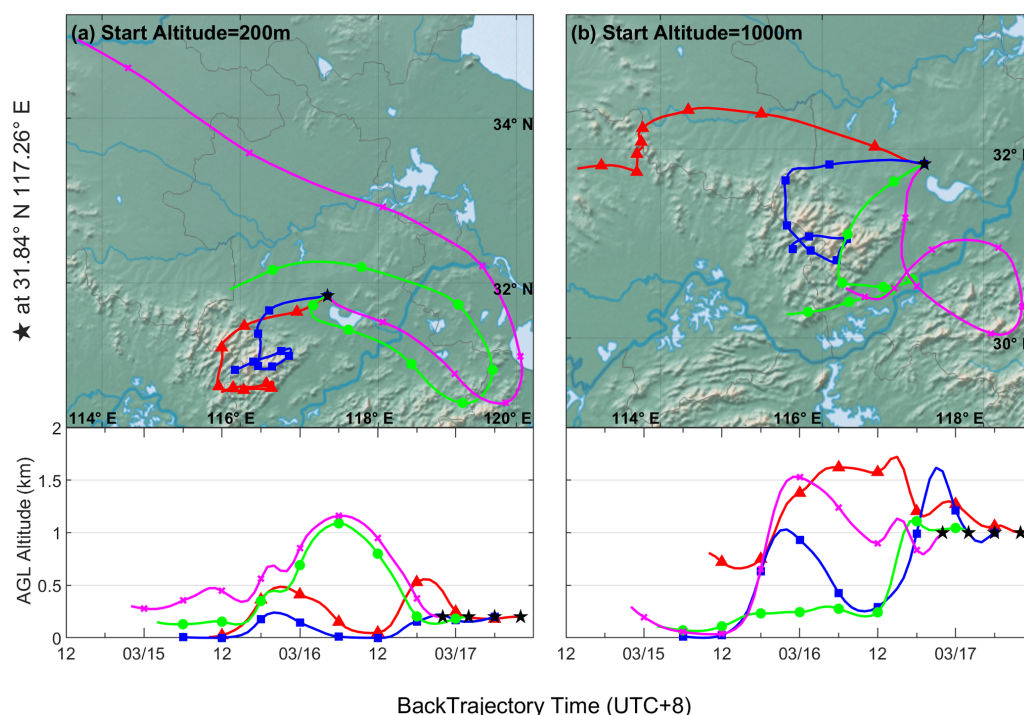 (a) Start Altitude=200m
34° N
32° N
114° E
116° E
118° E
120° E
(b) Start Altitude=1000m
32°
30°
114° E
116° E
118° E
★ at 31.84° N 117.26° E
AGL Altitude (km)
2
1.5
1
0.5
0
12
03/15
12
03/16
12
03/17
12
03/15
12
03/16
12
03/17
BackTrajectory Time (UTC+8)